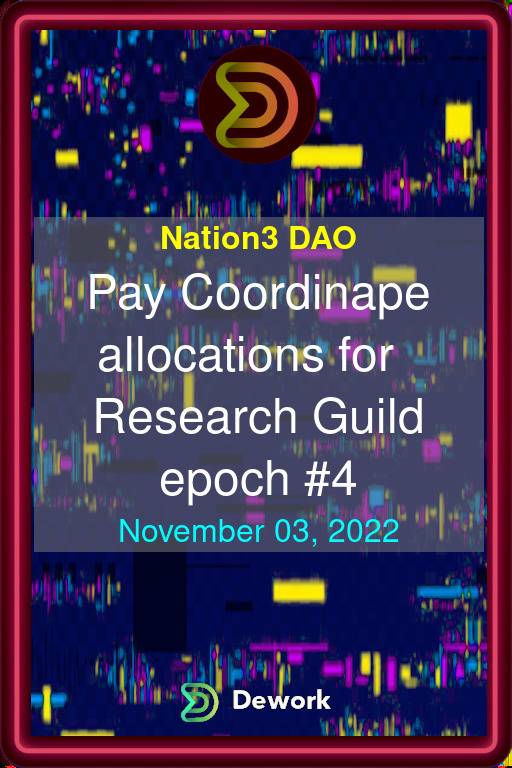 Nation3 DAO
Pay Coordinape
allocations for
Research Guild
epoch #4
November 03, 2022
Dework